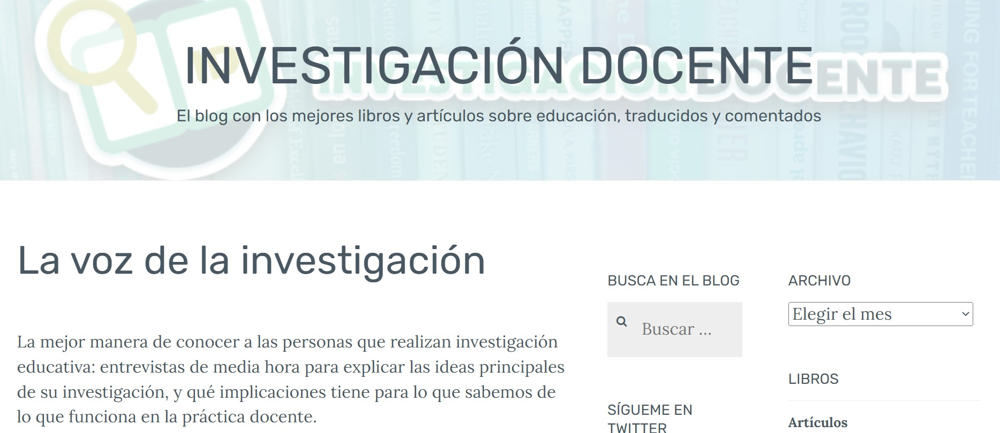 INVESTIGACIÓN DOCENTE
INVESTIGACIÓN DOCENTE
El blog con los mejores libros y artículos sobre educación, traducidos y comentados
La voz de la investigación
La mejor manera de conocer a las personas que realizan investigación
educativa: entrevistas de media hora para explicar las ideas principales
de su investigación, y qué implicaciones tiene para lo que sabemos de
lo que funciona en la práctica docente.
BUSCA EN EL BLOG
Buscar ...
SÍGUEME EN
TWITTER
ARCHIVO
Elegir el mes
LIBROS
Artículos